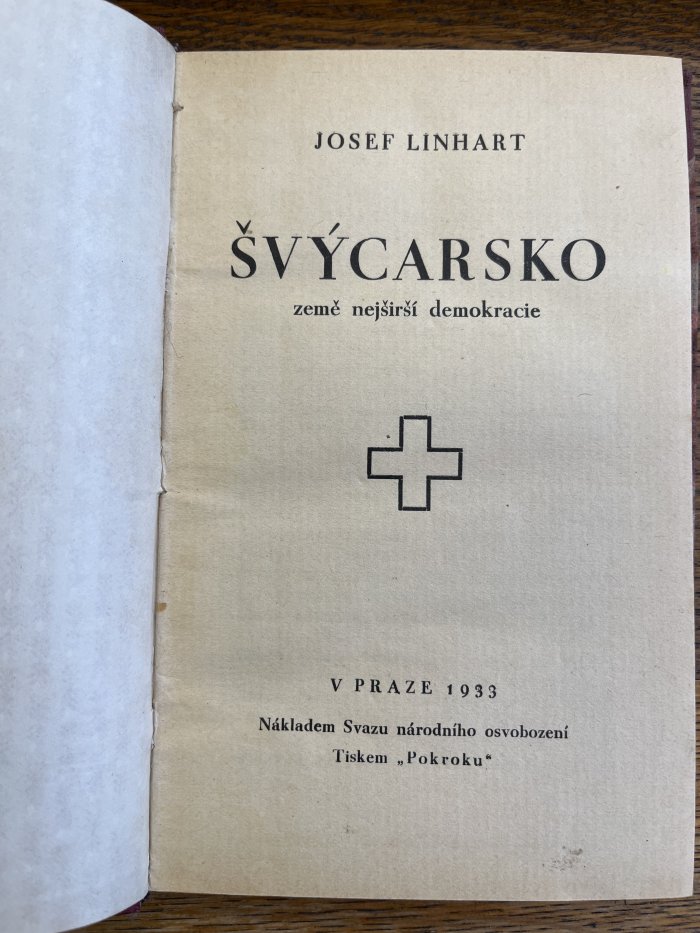 JOSEF LINHART
ŠVÝCARSKO
země nejširší demokracie
V PRAZE 1933
Nákladem Svazu národního osvobození
Tiskem „Pokroku“